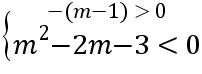 −(m−1) > 0
m²−2m−3 < 0